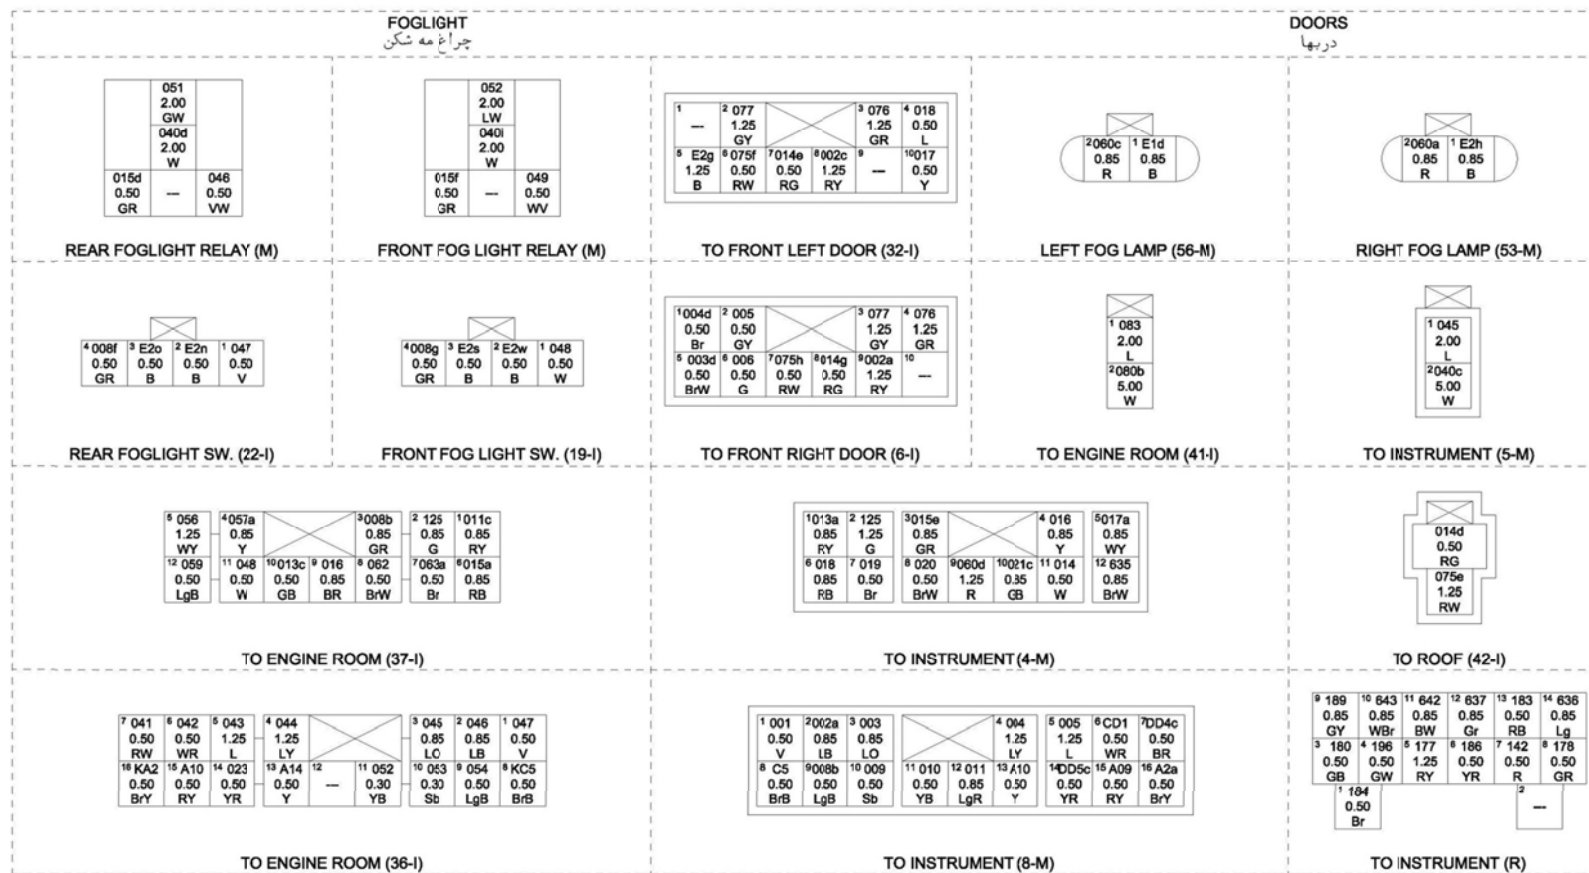 FOGLIGHT
چراغ مه شکن
DOORS
دربها
051
2.00
GW
040d
2.00
W
015d
0.50
GR
---
046
0.50
VW
REAR FOGLIGHT RELAY (M)
052
2.00
LW
040i
2.00
W
015f
0.50
GR
---
049
0.50
WV
FRONT FOG LIGHT RELAY (M)
1 2 077 3 076 4 018
--- 1.25 1.25 0.50
GY GR L
5 E2g 6 075f 7 014e 8 002c 9 10 017
1.25 0.50 0.50 1.25 --- 0.50
B RW RG RY Y
TO FRONT LEFT DOOR (32-I)
2 060c 1 E1d
0.85 0.85
R B
LEFT FOG LAMP (56-M)
2 060a 1 E2h
0.85 0.85
R B
RIGHT FOG LAMP (53-M)
4 008f 3 E2o 2 E2n 1 047
0.50 0.50 0.50 0.50
GR B B V
REAR FOGLIGHT SW. (22-I)
4 008g 3 E2s 2 E2w 1 048
0.50 0.50 0.50 0.50
GR B B W
FRONT FOG LIGHT SW. (19-I)
1 004d 2 005 3 077 4 076
0.50 0.50 1.25 1.25
Br GY GY GR
5 003d 6 006 7 075h 8 014g 9 002a 10
0.50 0.50 0.50 0.50 1.25 ---
BrW G RW RG RY
TO FRONT RIGHT DOOR (6-I)
1 083
2.00
L
2 080b
5.00
W
TO ENGINE ROOM (41-I)
1 045
2.00
L
2 040c
5.00
W
TO INSTRUMENT (5-M)
5 056 4 057a 3 008b 2 125 1 011c
1.25 0.85 0.85 0.85 0.85
WY Y GR G RY
12 059 11 048 10 013c 9 016 8 062 7 063a 6 015a
0.50 0.50 0.50 0.85 0.50 0.50 0.85
LgB W GB BR BrW Br RB
TO ENGINE ROOM (37-I)
1 013a 2 125 3 015e 4 016 5 017a
0.85 1.25 0.85 0.85 0.85
RY G GR Y WY
6 018 7 019 8 020 9 060d 10 021c 11 014 12 635
0.85 0.50 0.50 1.25 0.85 0.50 0.85
RB Br BrW R GB W BrW
TO INSTRUMENT (4-M)
014d
0.50
RG
075e
1.25
RW
TO ROOF (42-I)
7 041 6 042 5 043 4 044 3 045 2 046 1 047
0.50 0.50 1.25 1.25 0.85 0.85 0.50
RW WR L LY LO LB V
16 KA2 15 A10 14 023 13 A14 12 11 052 10 053 9 054 8 KC5
0.50 0.50 0.50 0.50 --- 0.30 0.30 0.50 0.50
BrY RY YR Y YB Sb LgB BrB
TO ENGINE ROOM (36-I)
1 001 2 002a 3 003 4 004 5 005 6 CD1 7 DD4c
0.50 0.85 0.85 1.25 1.25 0.50 0.50
V LB LO LY L WR BR
8 C5 9 008b 10 009 11 010 12 011 13 A10 14 DD5c 15 A09 16 A2a
0.50 0.50 0.50 0.50 0.85 0.50 0.50 0.50 0.50
BrB LgB Sb YB LgR Y YR RY BrY
TO INSTRUMENT (8-M)
9 189 10 643 11 642 12 637 13 183 14 636
0.85 0.85 0.85 0.85 0.50 0.85
GY WBr BW Gr RB Lg
3 180 4 196 5 177 6 186 7 142 8 178
0.50 0.50 1.25 0.50 0.50 0.50
GB GW RY YR R GR
1 184 2
0.50 ---
Br
TO INSTRUMENT (R)